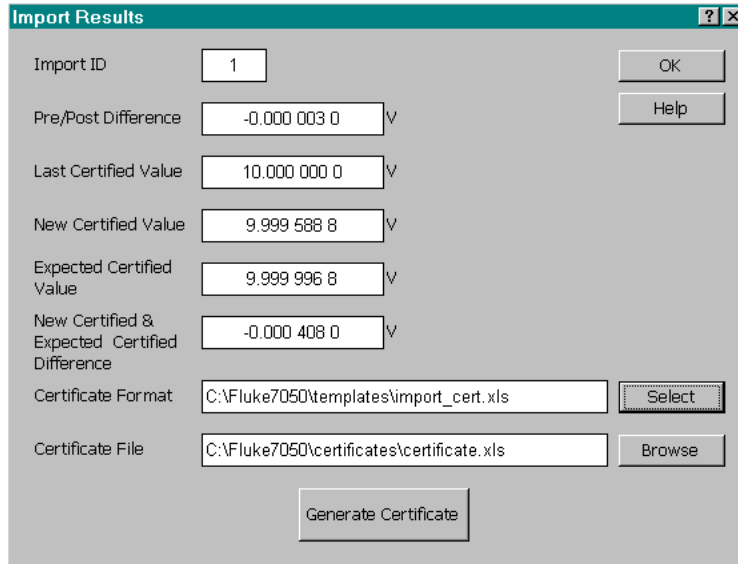 Import Results
? X
Import ID 1 OK
Pre/Post Difference -0.000 003 0 V Help
Last Certified Value 10.000 000 0 V
New Certified Value 9.999 588 8 V
Expected Certified
Value 9.999 996 8 V
New Certified &
Expected Certified
Difference -0.000 408 0 V
Certificate Format C:\Fluke7050\templates\import_cert.xls Select
Certificate File C:\Fluke7050\certificates\certificate.xls Browse
Generate Certificate